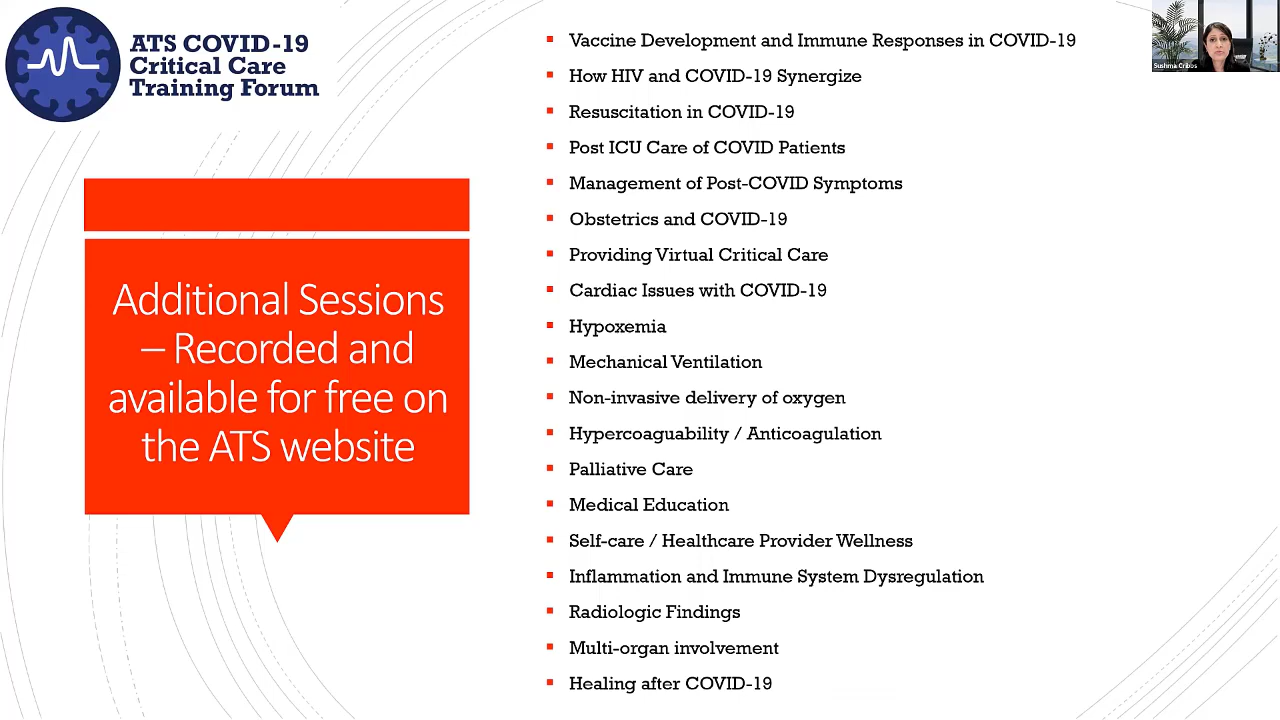 ATS COVID-19
Critical Care
Training Forum
Additional Sessions
– Recorded and
available for free on
the ATS website
Vaccine Development and Immune Responses in COVID-19
How HIV and COVID-19 Synergize
Resuscitation in COVID-19
Post ICU Care of COVID Patients
Management of Post-COVID Symptoms
Obstetrics and COVID-19
Providing Virtual Critical Care
Cardiac Issues with COVID-19
Hypoxemia
Mechanical Ventilation
Non-invasive delivery of oxygen
Hypercoaguability / Anticoagulation
Palliative Care
Medical Education
Self-care / Healthcare Provider Wellness
Inflammation and Immune System Dysregulation
Radiologic Findings
Multi-organ involvement
Healing after COVID-19
Sushma Cribbs